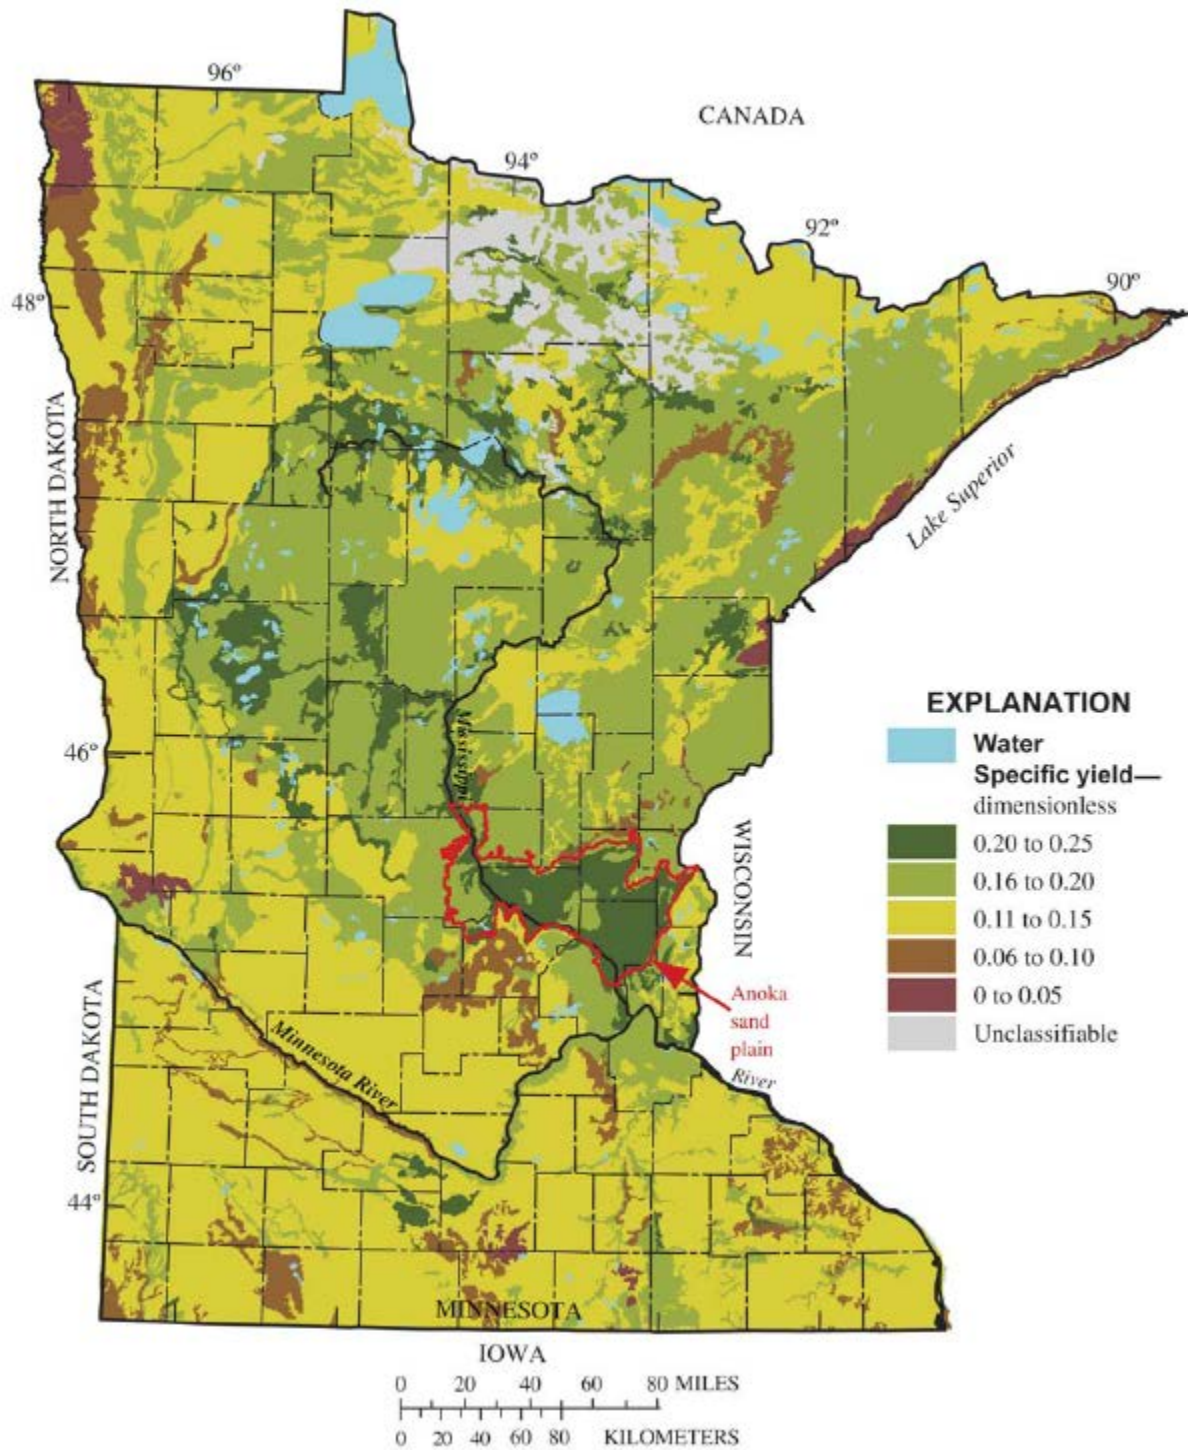 96°
CANADA
94°
92°
90°
48°
NORTH DAKOTA
Lake Superior
46°
Mississippi
EXPLANATION
Water
Specific yield—
dimensionless
0.20 to 0.25
0.16 to 0.20
0.11 to 0.15
0.06 to 0.10
0 to 0.05
Unclassifiable
WISCONSIN
Anoka
sand
plain
River
SOUTH DAKOTA
Minnesota River
44°
MINNESOTA
IOWA
0 20 40 60 80 MILES
0 20 40 60 80 KILOMETERS